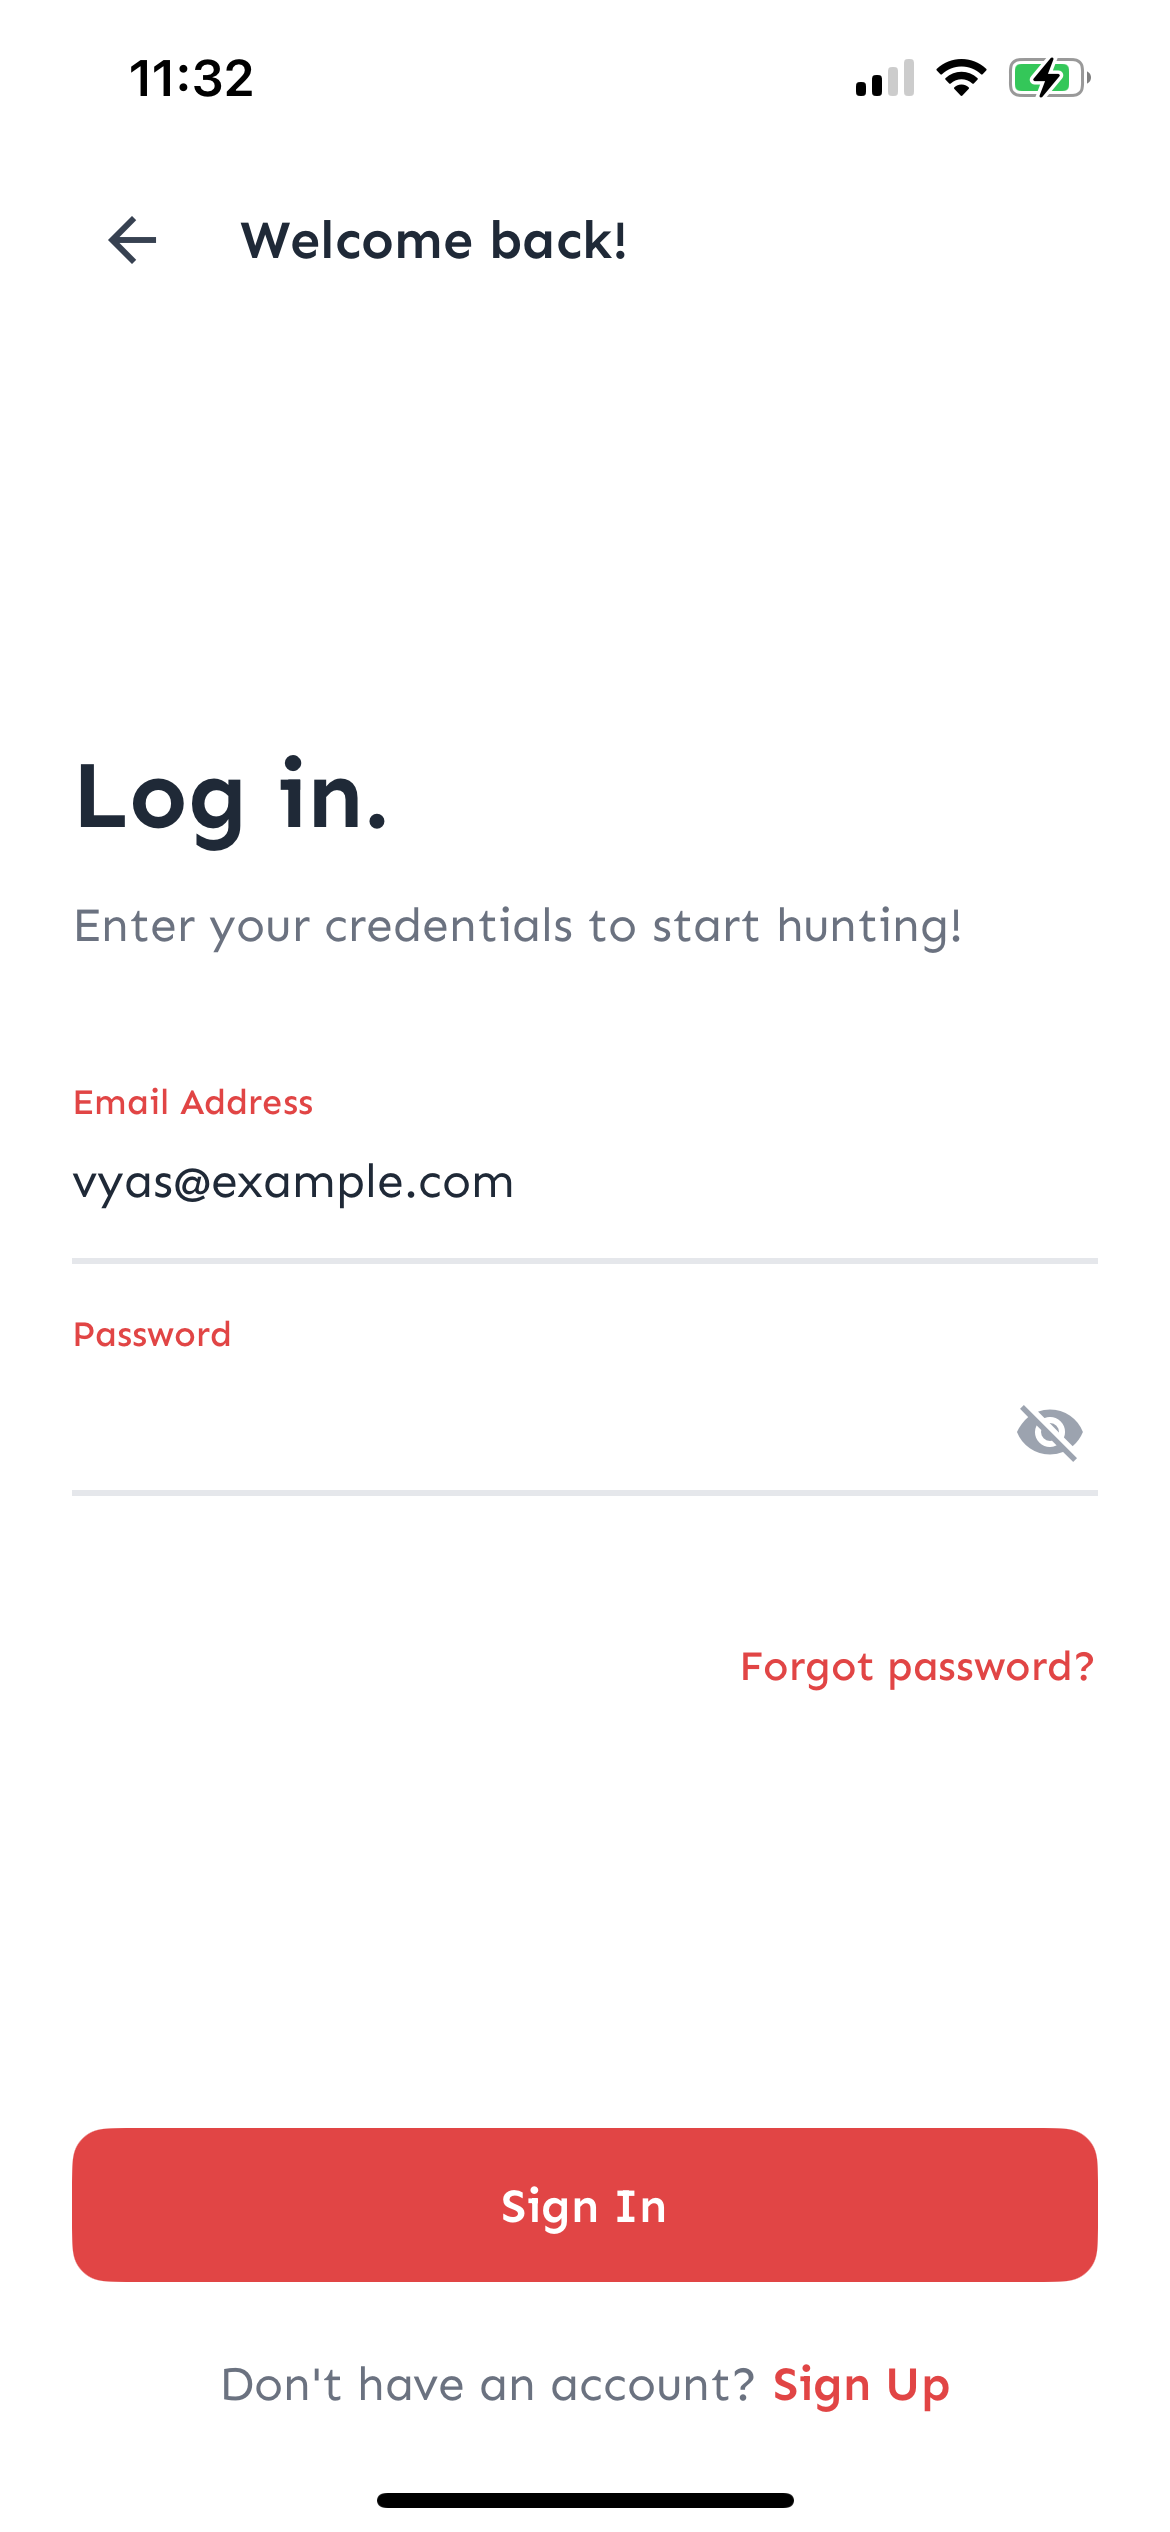 11:32
Welcome back!
Log in.
Enter your credentials to start hunting!
Email Address
vyas@example.com
Password
Forgot password?
Sign In
Don't have an account? Sign Up